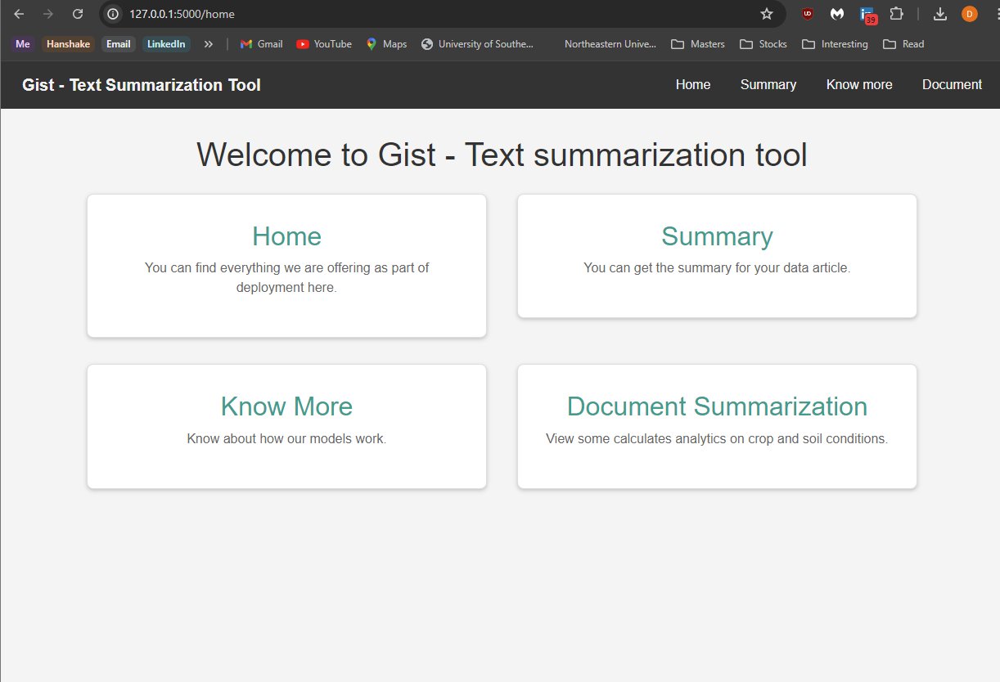 127.0.0.1:5000/home
39
D
Me Hanshake Email LinkedIn » Gmail YouTube Maps University of Southe... Northeastern Unive... Masters Stocks Interesting Read
Gist - Text Summarization Tool Home Summary Know more Document
Welcome to Gist - Text summarization tool
Home
You can find everything we are offering as part of
deployment here.
Summary
You can get the summary for your data article.
Know More
Know about how our models work.
Document Summarization
View some calculates analytics on crop and soil conditions.